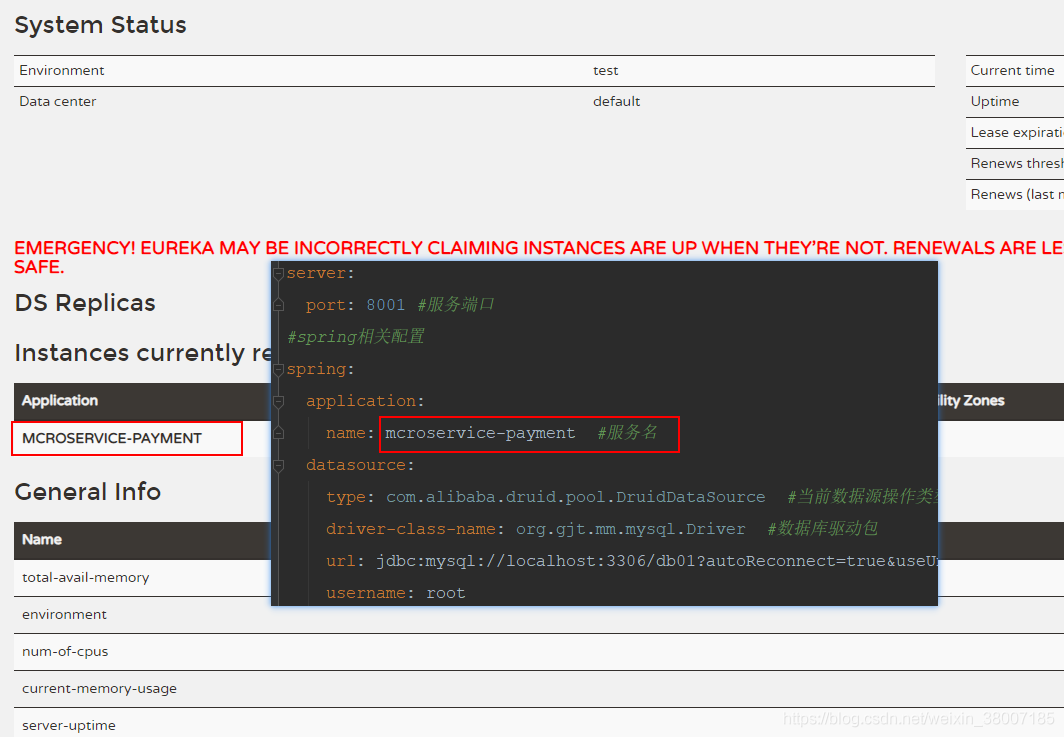 System Status
Environment test
Data center default
Current time
Uptime
Lease
Renews
Renews (last
EMERGENCY! EUREKA MAY BE INCORRECTLY CLAIMING INSTANCES ARE UP WHEN THEY'RE NOT. RENEWALS ARE
SAFE.
DS Replicas
Instances currently
Application
Zones
MCROSERVICE-PAYMENT
General Info
Name
total-avail-memory
environment
num-of-cpus
current-memory-usage
server-uptime
server:
port: 8001 #服务端口
#spring相关配置
spring:
application:
name: mcroservice-payment #服务名
datasource:
type: com.alibaba.druid.pool.DruidDataSource #当前数据源操作类
driver-class-name: org.gjt.mm.mysql.Driver #数据库驱动包
url: jdbc:mysql://localhost:3306/db01?autoReconnect=true&useU
username: root
https://blog.csdn.net/weixin_38007185